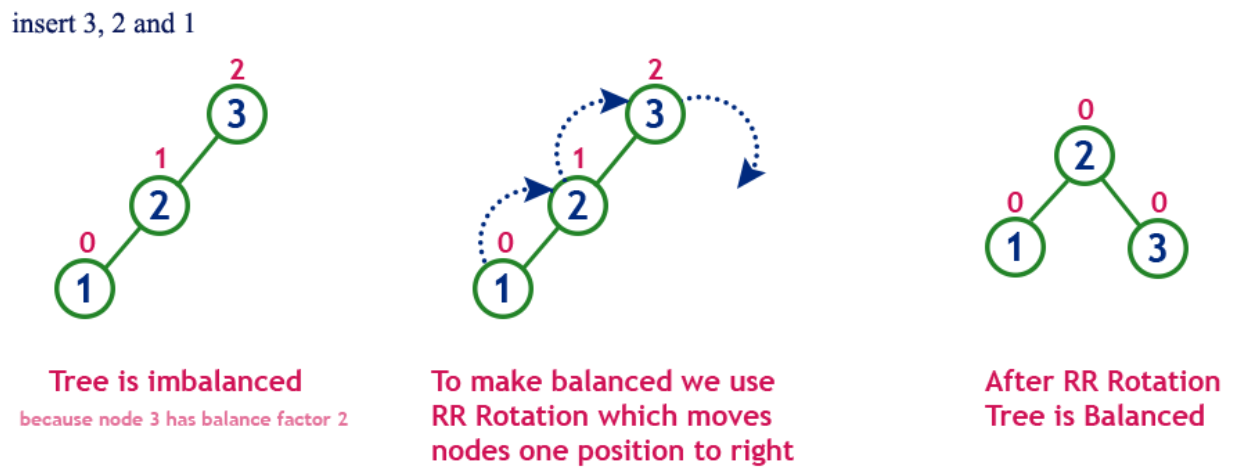 insert 3, 2 and 1
2
3
1
2
0
1
Tree is imbalanced
because node 3 has balance factor 2
2
3
1
2
0
1
To make balanced we use
RR Rotation which moves
nodes one position to right
0
2
0 0
1 3
After RR Rotation
Tree is Balanced